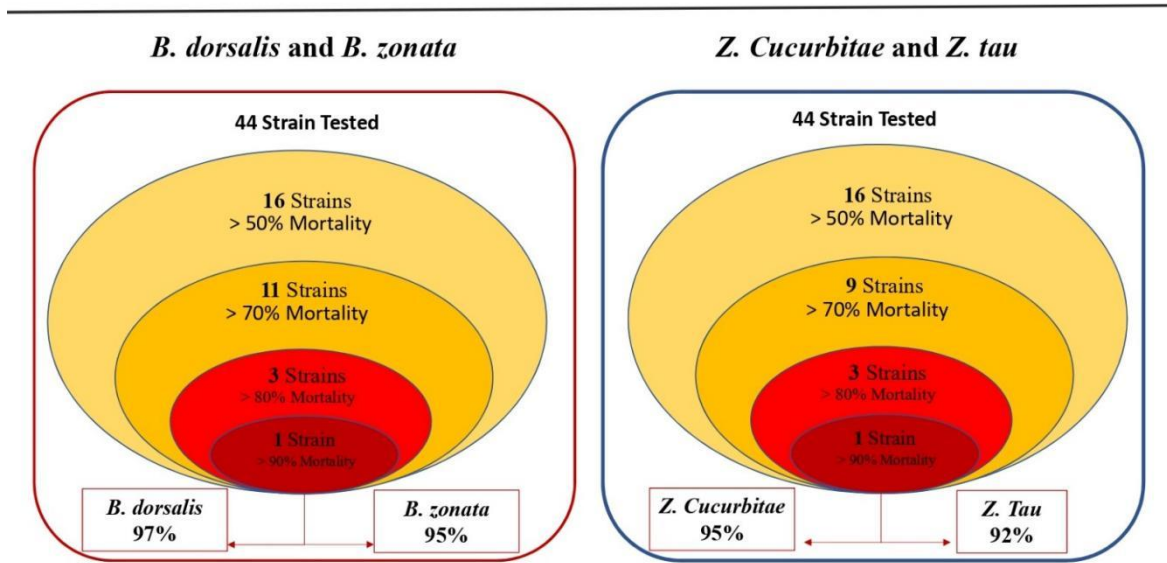 B. dorsalis and B. zonata
44 Strain Tested
16 Strains
> 50% Mortality
11 Strains
> 70% Mortality
3 Strains
> 80% Mortality
1 Strain
> 90% Mortality
B. dorsalis
97%
B. zonata
95%
Z. Cucurbitae and Z. tau
44 Strain Tested
16 Strains
> 50% Mortality
9 Strains
> 70% Mortality
3 Strains
> 80% Mortality
1 Strain
> 90% Mortality
Z. Cucurbitae
95%
Z. Tau
92%